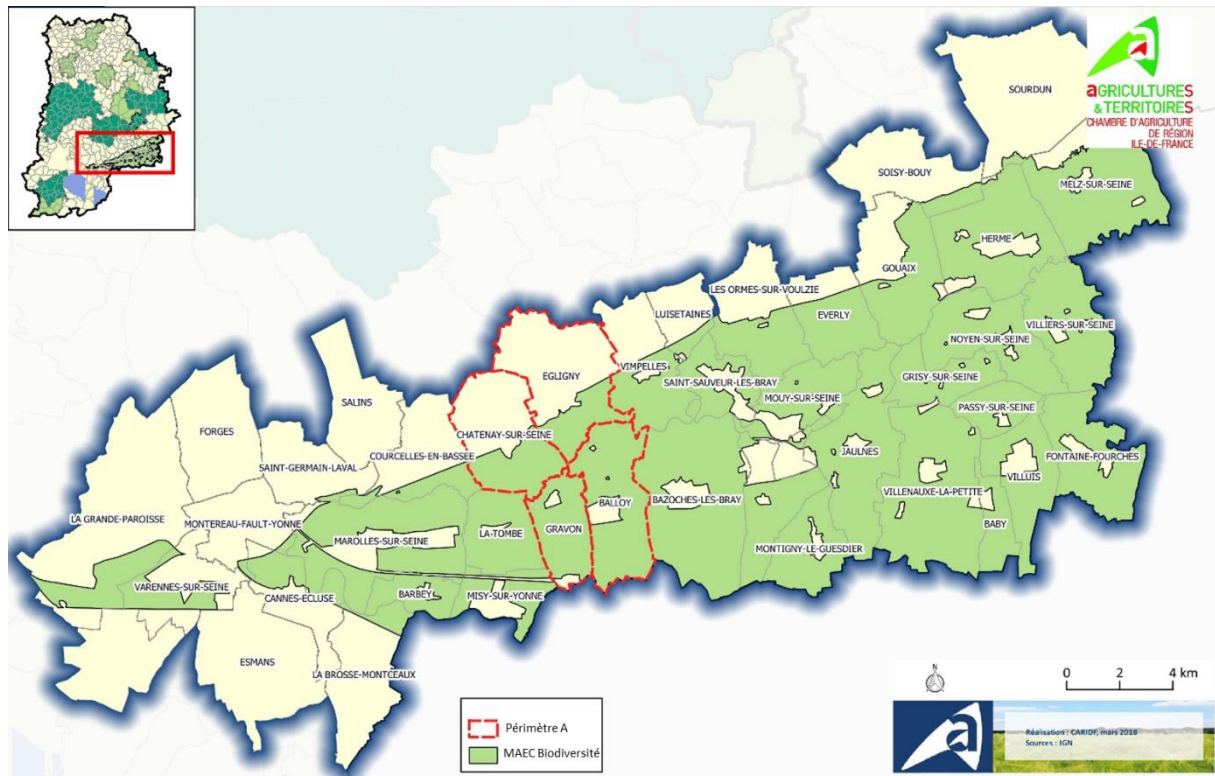 SOURDUN
aGRICULTURES
& TERRITOIRES
CHAMBRE D'AGRICULTURE
DE RÉGION
ILE-DE-FRANCE
SOISY-BOUY
MELZ-SUR-SEINE
HERME
GOUAIX
LES ORMES-SUR-VOULZIE
LUISETAINES
EVERLY
VILLIERS-SUR-SEINE
NOYEN-SUR-SEINE
EGLIGNY
VIMPELLES
SAINT-SAUVEUR-LES-BRAY
GRISY-SUR-SEINE
MOUY-SUR-SEINE
PASSY-SUR-SEINE
SALINS
FORGES
CHATENAY-SUR-SEINE
COURCELLES-EN-BASSEE
JAULNES
FONTAINE-FOURCHES
SAINT-GERMAIN-LAVAL
VILLUIS
VILLENAUXE-LA-PETITE
BAZOCHES-LES-BRAY
BALLOY
LA GRANDE-PAROISSE
MONTEREAU-FAULT-YONNE
BABY
GRAVON
LA-TOMBE
MAROLLES-SUR-SEINE
MONTIGNY-LE-GUESDIER
VARENNES-SUR-SEINE
CANNES-ECLUSE
BARBEY
MISY-SUR-YONNE
ESMANS
LA BROSSE-MONTCEAUX
N
0 2 4 km
Périmètre A
MAEC Biodiversité
Réalisation : CARIDF, mars 2018
Sources : IGN